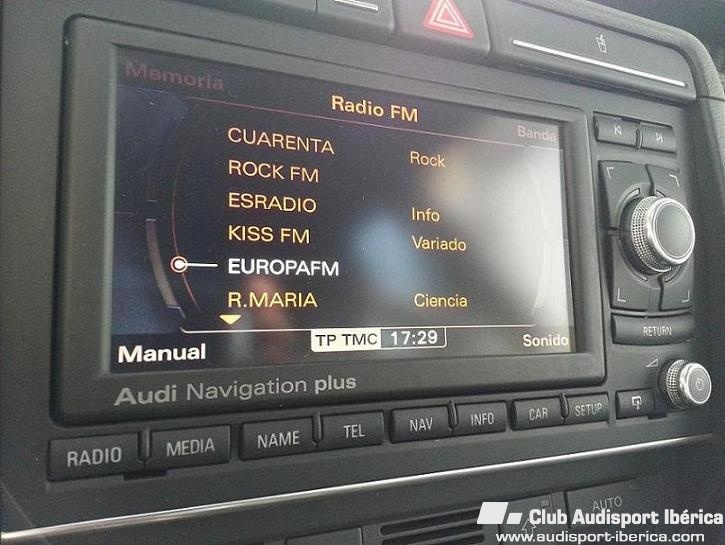 Memoria
Radio FM
Banda
CUARENTA Rock
ROCK FM
ESRADIO Info
KISS FM Variado
EUROPAFM
R.MARIA Ciencia
Manual
TP TMC 17:29
Sonido
Audi Navigation plus
RETURN
RADIO MEDIA NAME TEL NAV INFO CAR SETUP
AUTO
Club Audisport Ibérica
www.audisport-iberica.com